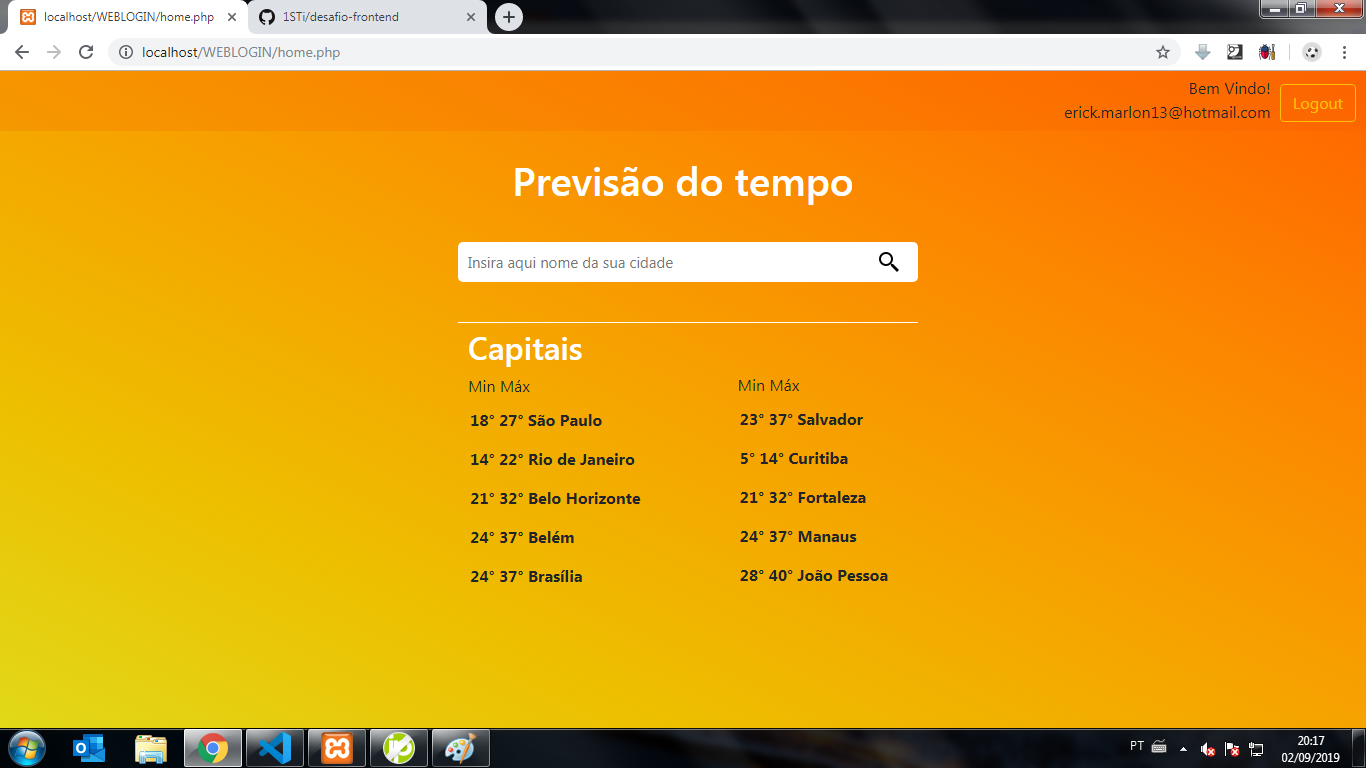 localhost/WEBLOGIN/home.php
1STi/desafio-frontend
localhost/WEBLOGIN/home.php
Bem Vindo!
erick.marlon13@hotmail.com
Logout
Previsão do tempo
Insira aqui nome da sua cidade
Capitais
Min Máx
18° 27° São Paulo
14° 22° Rio de Janeiro
21° 32° Belo Horizonte
24° 37° Belém
24° 37° Brasília
Min Máx
23° 37° Salvador
5° 14° Curitiba
21° 32° Fortaleza
24° 37° Manaus
28° 40° João Pessoa
PT
20:17
02/09/2019